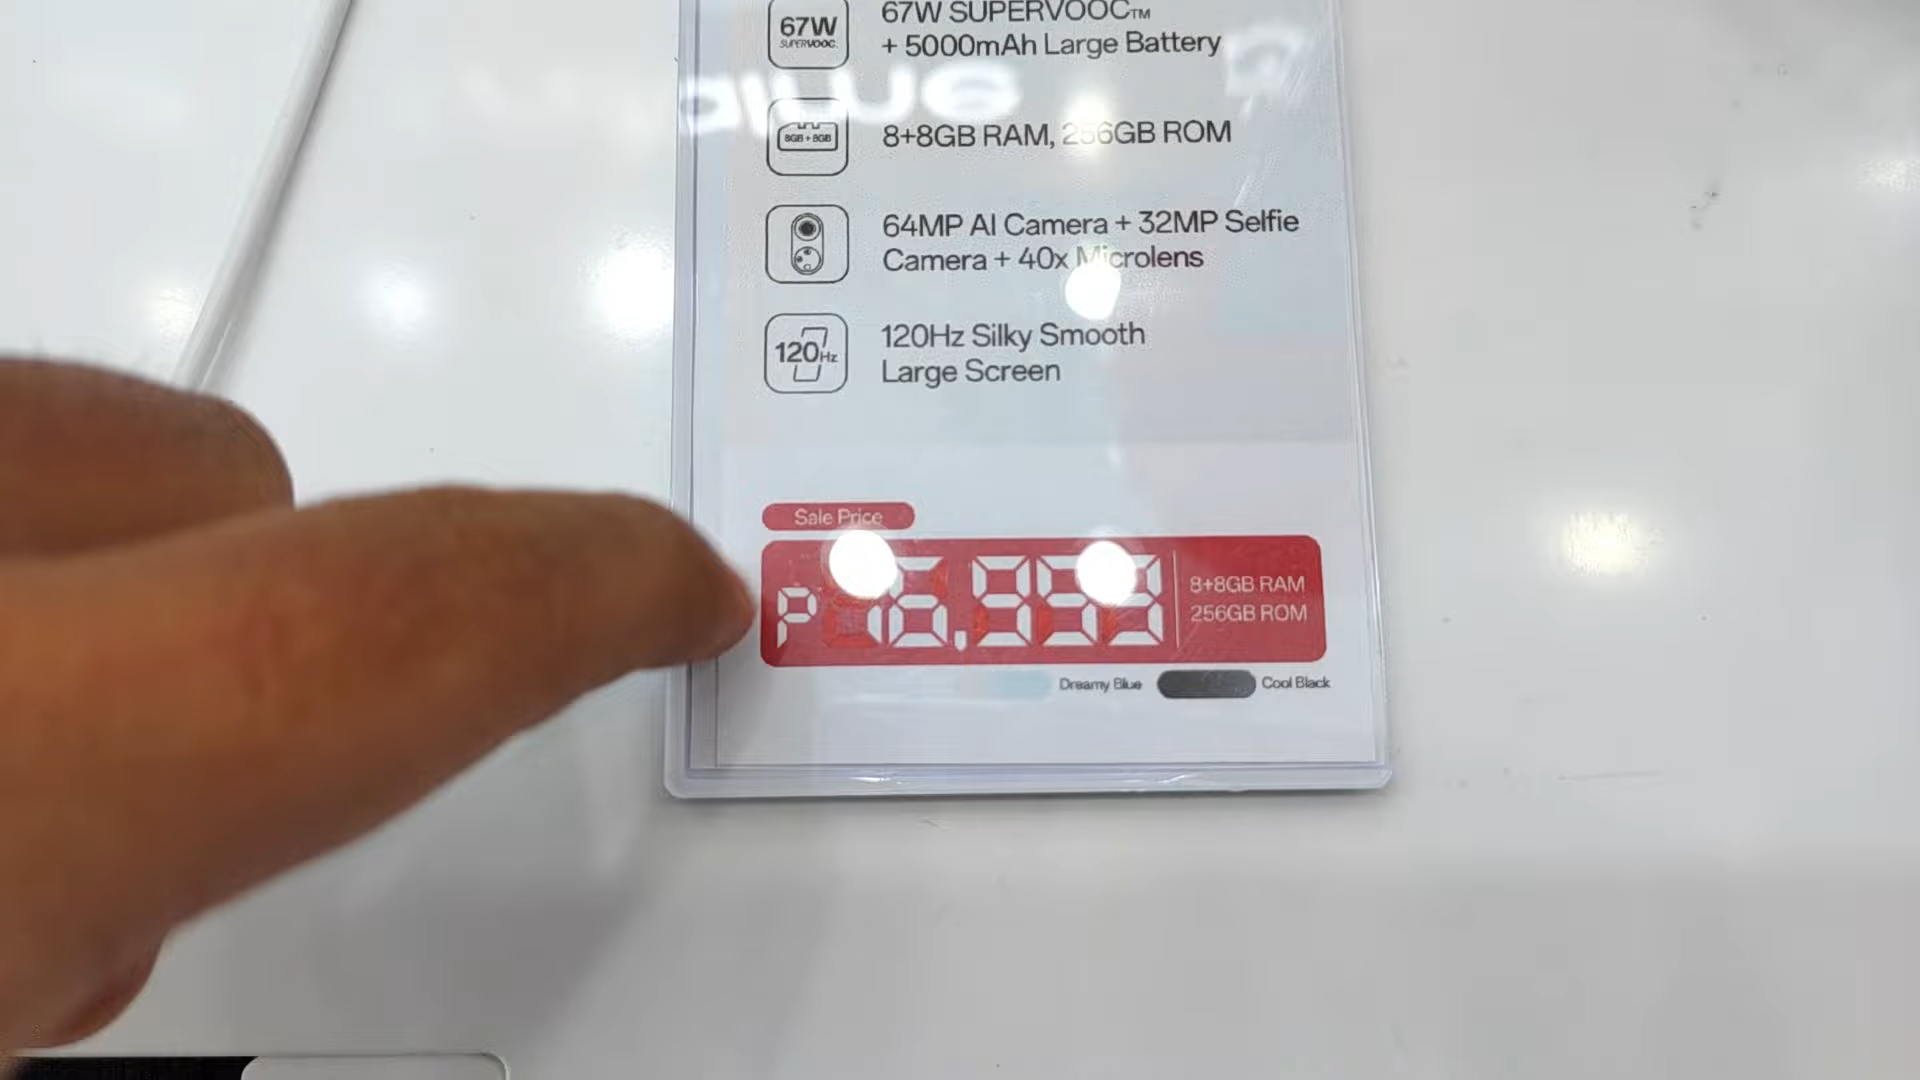 67W
SUPERVOOC
67W SUPERVOOC™
+ 5000mAh Large Battery
8GB + 8GB
8+8GB RAM, 256GB ROM
64MP AI Camera + 32MP Selfie
Camera + 40x Microlens
120Hz
120Hz Silky Smooth
Large Screen
Sale Price
P 16,999
8+8GB RAM
256GB ROM
Dreamy Blue
Cool Black